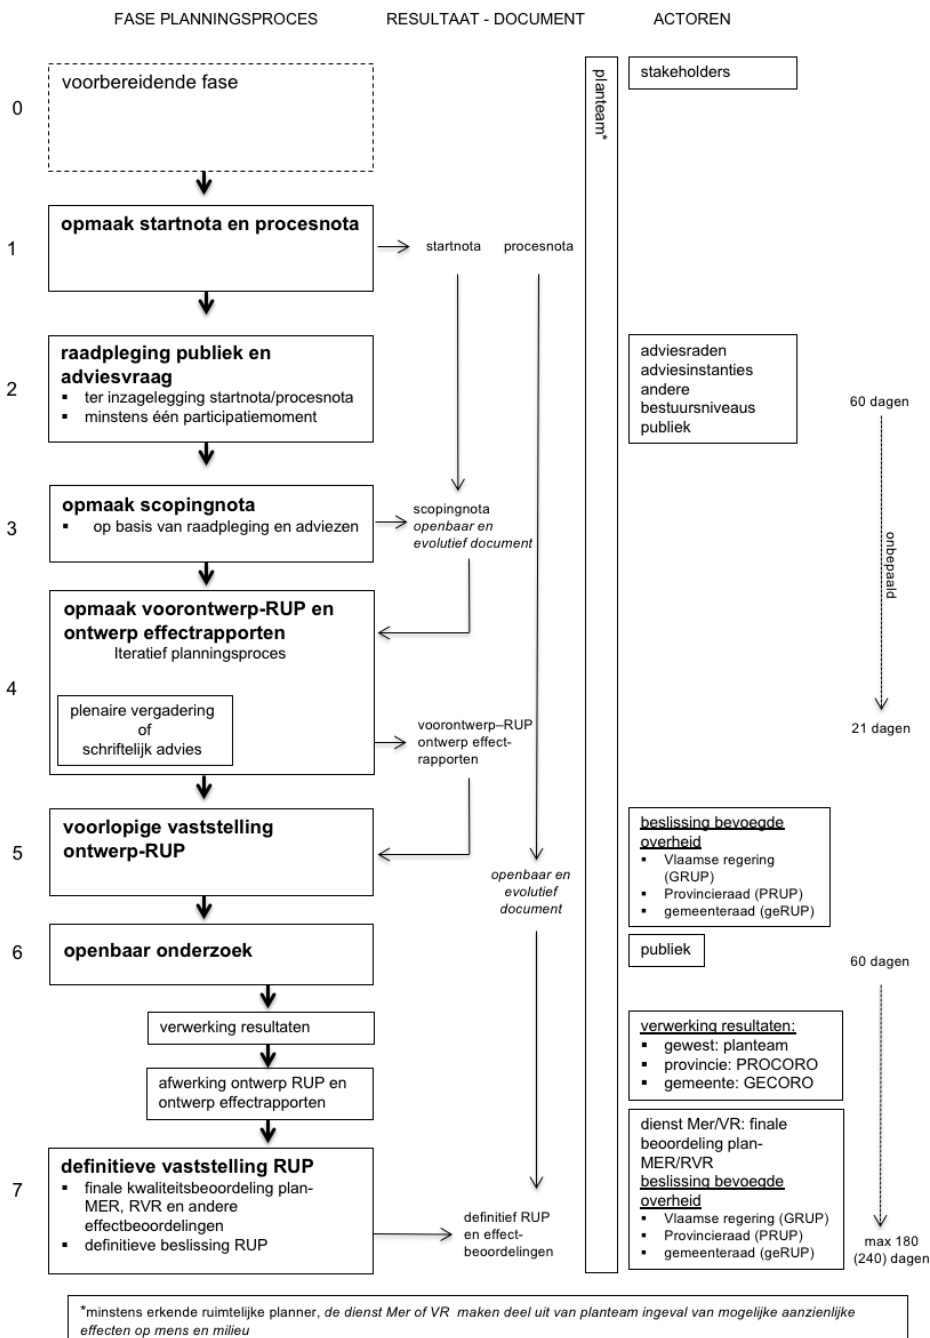 FASE PLANNINGSPROCES
RESULTAAT - DOCUMENT
ACTOREN
planteam*
0
voorbereidende fase
stakeholders
1
opmaak startnota en procesnota
startnota
procesnota
2
raadpleging publiek en
adviesvraag
▪ ter inzagelegging startnota/procesnota
▪ minstens één participatiemoment
adviesraden
adviesinstanties
andere
bestuursniveaus
publiek
60 dagen
3
opmaak scopingnota
▪ op basis van raadpleging en adviezen
scopingnota
openbaar en
evolutief document
onbepaald
4
opmaak voorontwerp-RUP en
ontwerp effectrapporten
Iteratief planningsproces
plenaire vergadering
of
schriftelijk advies
voorontwerp–RUP
ontwerp effect-
rapporten
21 dagen
5
voorlopige vaststelling
ontwerp-RUP
openbaar en
evolutief
document
beslissing bevoegde
overheid
▪ Vlaamse regering
(GRUP)
▪ Provincieraad (PRUP)
▪ gemeenteraad (geRUP)
6
openbaar onderzoek
publiek
60 dagen
verwerking resultaten
verwerking resultaten:
▪ gewest: planteam
▪ provincie: PROCORO
▪ gemeente: GECORO
afwerking ontwerp RUP en
ontwerp effectrapporten
7
definitieve vaststelling RUP
▪ finale kwaliteitsbeoordeling plan-
MER, RVR en andere
effectbeoordelingen
▪ definitieve beslissing RUP
definitief RUP
en effect-
beoordelingen
dienst Mer/VR: finale
beoordeling plan-
MER/RVR
beslissing bevoegde
overheid
▪ Vlaamse regering (GRUP)
▪ Provincieraad (PRUP)
▪ gemeenteraad (geRUP)
max 180
(240) dagen
*minstens erkende ruimtelijke planner, de dienst Mer of VR maken deel uit van planteam ingeval van mogelijke aanzienlijke
effecten op mens en milieu